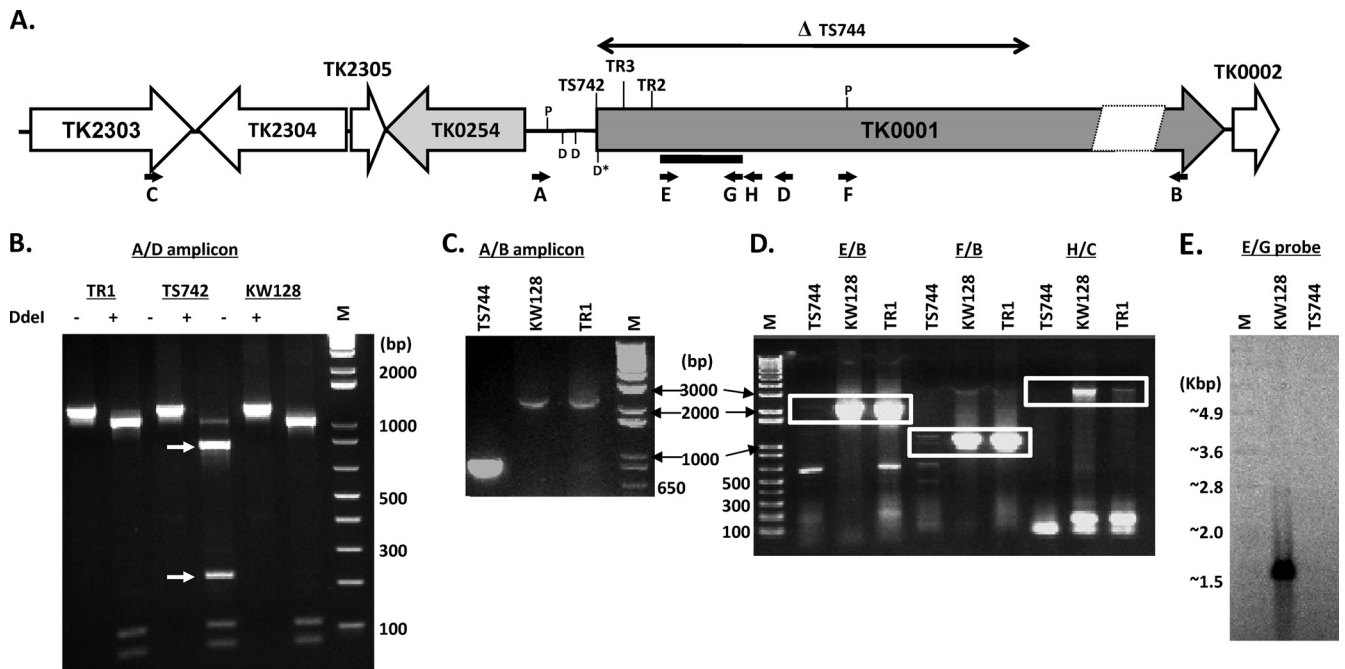 A.
Δ TS744
TK2305
TS742
TR3
TR2
P
P
TK0002
TK2303
TK2304
TK0254
TK0001
D D
D*
C
A
E
G
H
D
F
B
B.
A/D amplicon
TR1
TS742
KW128
DdeI
- + - + - +
M
(bp)
2000
1000
500
300
100
C.
A/B amplicon
TS744
KW128
TR1
M
(bp)
3000
2000
1000
650
D.
E/B
F/B
H/C
M
TS744
KW128
TR1
TS744
KW128
TR1
TS744
KW128
TR1
500
300
100
E.
E/G probe
M
KW128
TS744
(Kbp)
~4.9
~3.6
~2.8
~2.0
~1.5